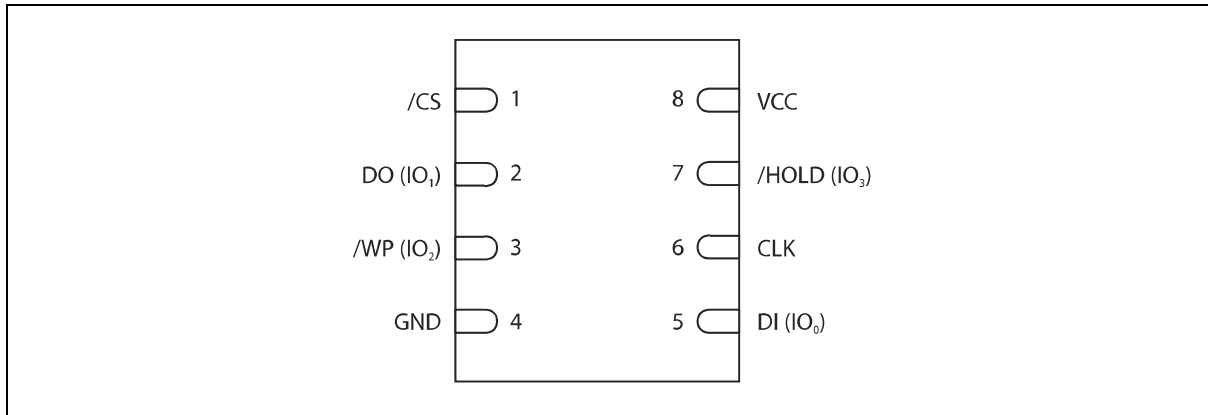 /CS 1 8 VCC
DO (IO₁) 2 7 /HOLD (IO₃)
/WP (IO₂) 3 6 CLK
GND 4 5 DI (IO₀)